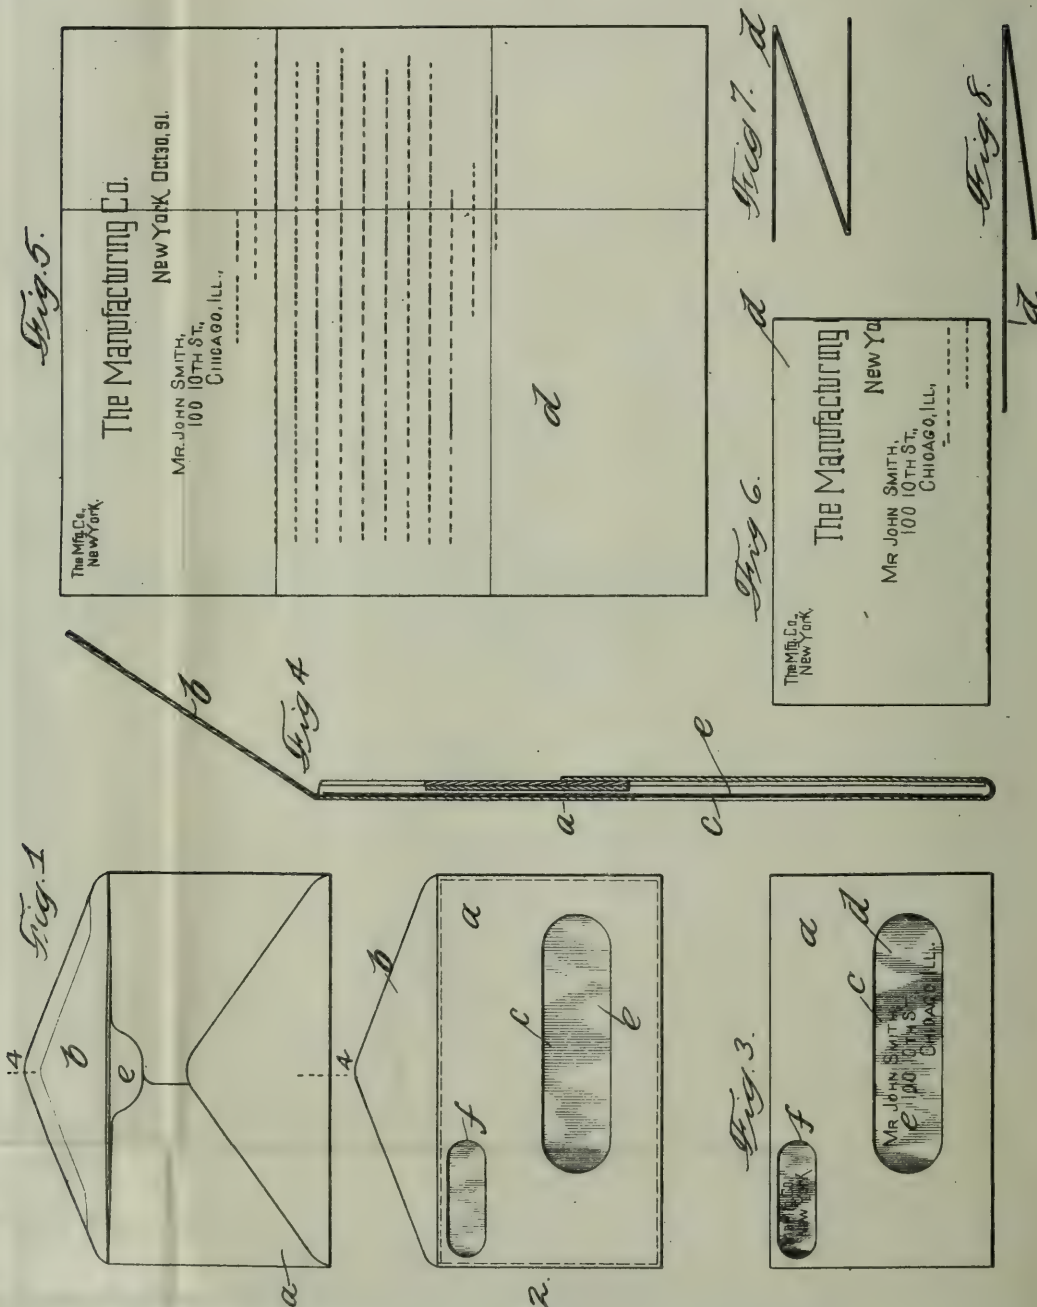 Fig. 1
4
b
e
a
4
b
a
c
e
f
2.
Fig. 3.
a
c
d
f
Mr John Smith,
e 100 10th St.
Chicago, Ill.
New York
Fig 4
b
a
c
e
Fig. 5.
The Mfg. Co.,
New York.
The Manufacturing Co.
New York Oct 30, 91.
Mr. John Smith,
100 10th St.,
Chicago, Ill.,
d
Fig 6.
d
The Mfg. Co.,
New York.
The Manufacturing
New Yo
Mr John Smith,
100 10th St.,
Chicago, Ill.,
Fig 7.
d
Fig. 8.
d